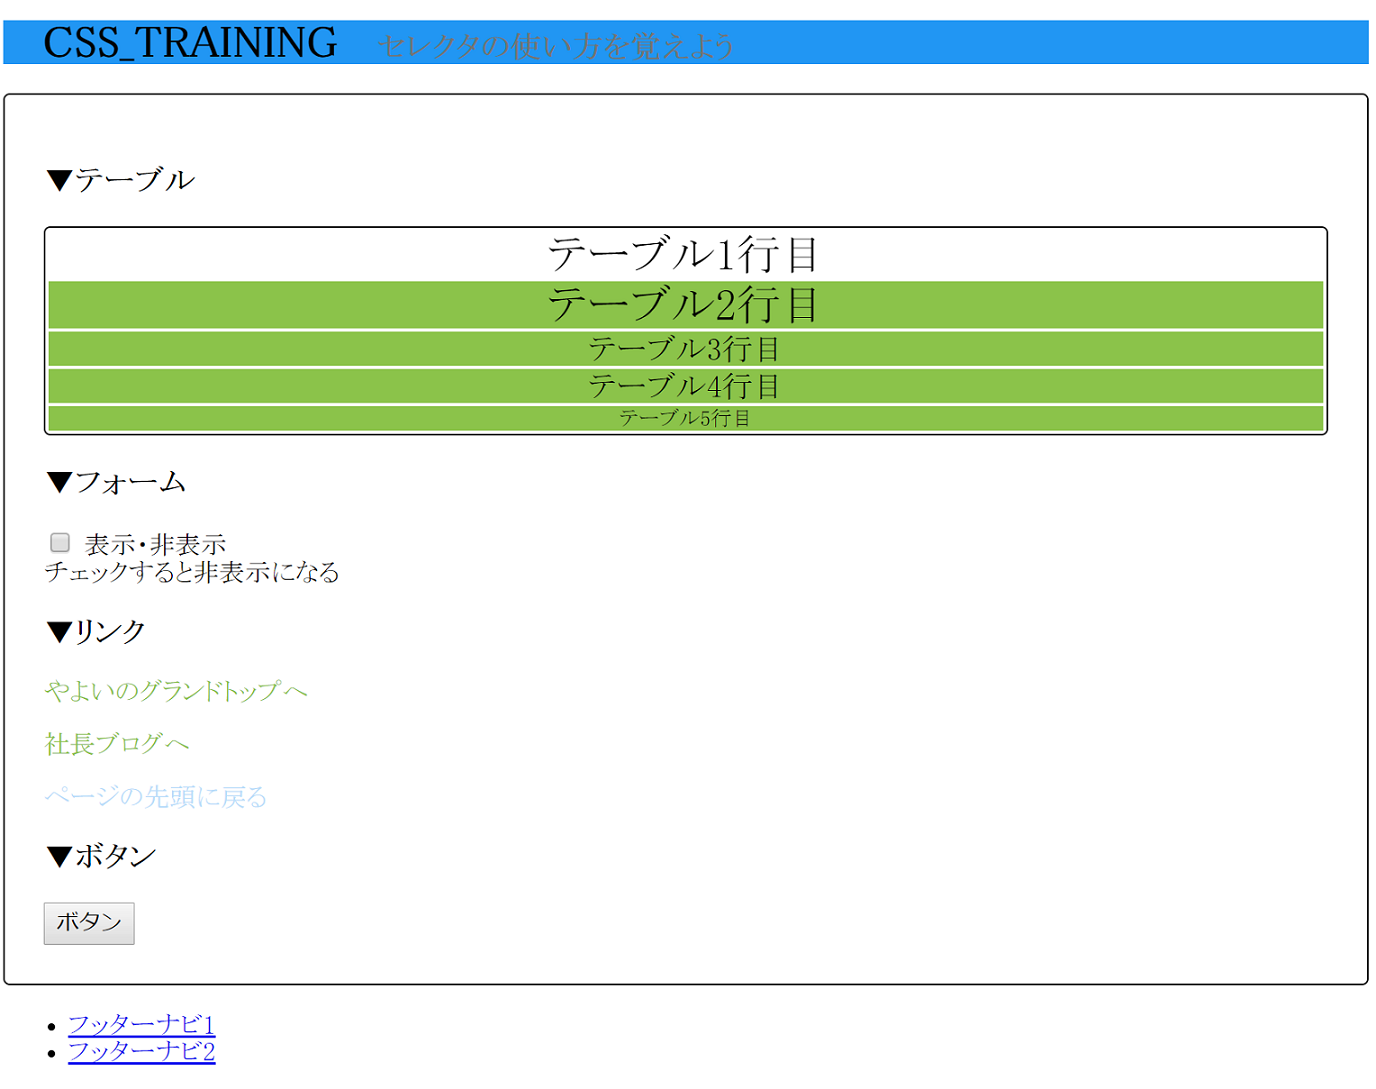 CSS_TRAINING セレクタの使い方を覚えよう
▼テーブル
テーブル1行目
テーブル2行目
テーブル3行目
テーブル4行目
テーブル5行目
▼フォーム
表示・非表示
チェックすると非表示になる
▼リンク
やよいのグランドトップへ
社長ブログへ
ページの先頭に戻る
▼ボタン
ボタン
フッターナビ1
フッターナビ2